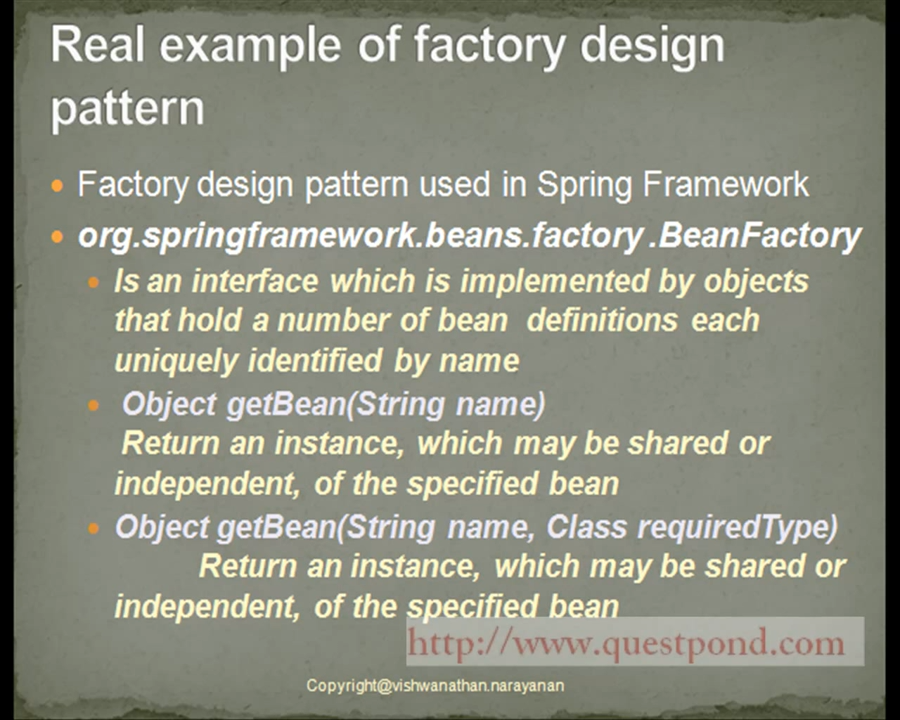 Real example of factory design
pattern
Factory design pattern used in Spring Framework
org.springframework.beans.factory.BeanFactory
Is an interface which is implemented by objects
that hold a number of bean definitions each
uniquely identified by name
Object getBean(String name)
Return an instance, which may be shared or
independent, of the specified bean
Object getBean(String name, Class requiredType)
Return an instance, which may be shared or
independent, of the specified bean
http://www.questpond.com
Copyright@vishwanathan.narayanan